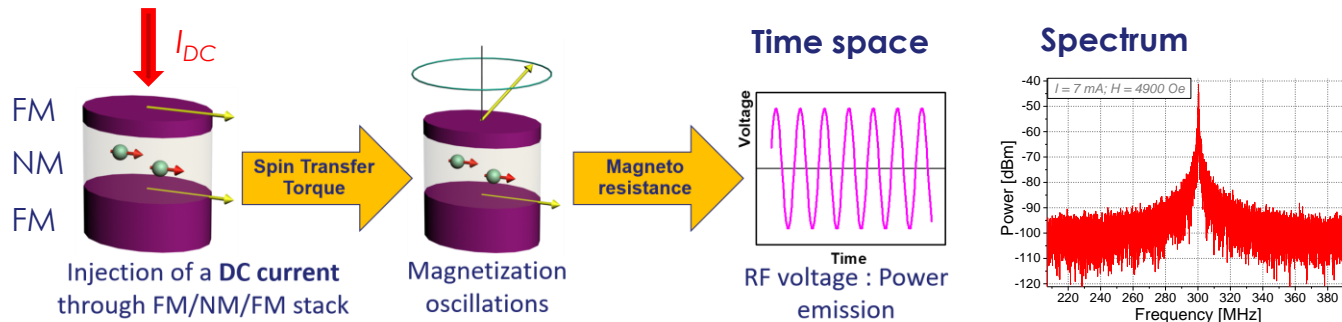 I_DC
FM
NM
FM
Injection of a DC current
through FM/NM/FM stack
Spin Transfer
Torque
Magnetization
oscillations
Magneto
resistance
Time space
Voltage
Time
RF voltage : Power
emission
Spectrum
I = 7 mA; H = 4900 Oe
Power [dBm]
-40
-50
-60
-70
-80
-90
-100
-110
-120
220 240 260 280 300 320 340 360 380
Frequency [MHz]